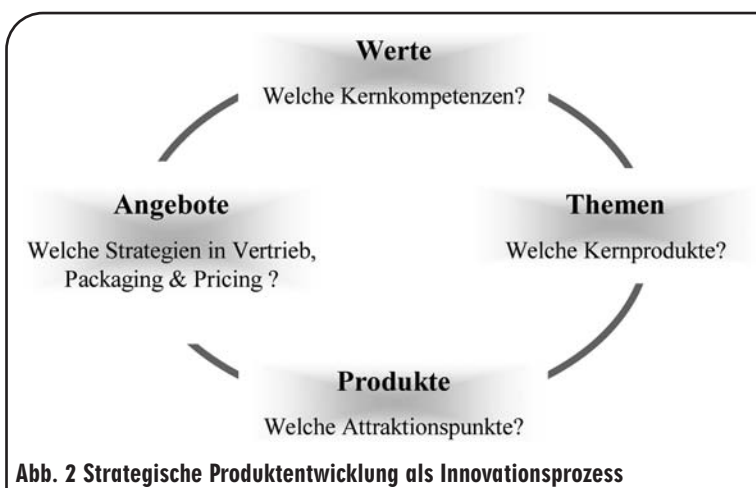 Werte
Welche Kernkompetenzen?
Angebote
Welche Strategien in Vertrieb,
Packaging & Pricing ?
Themen
Welche Kernprodukte?
Produkte
Welche Attraktionspunkte?
Abb. 2 Strategische Produktentwicklung als Innovationsprozess